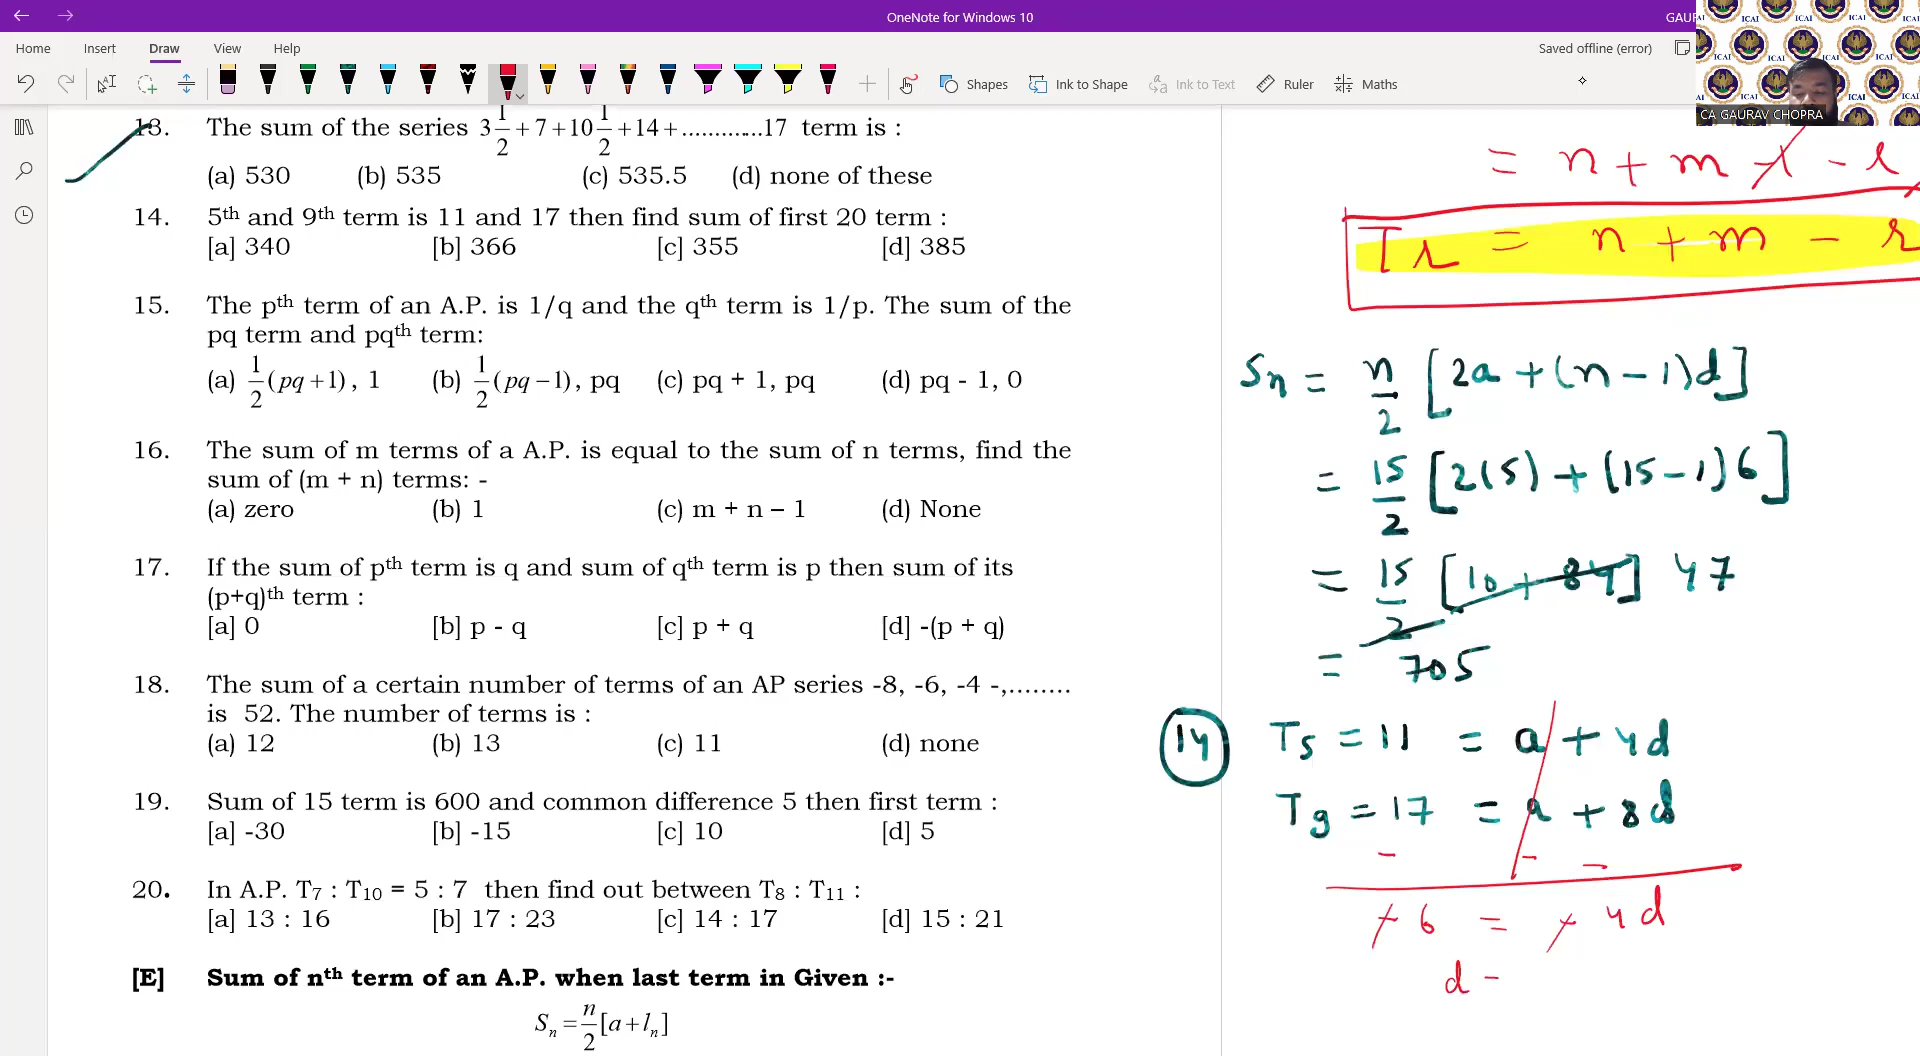 OneNote for Windows 10
Home Insert Draw View Help
Saved offline (error)
Shapes Ink to Shape Ink to Text Ruler Maths
CA GAURAV CHOPRA
13. The sum of the series 3 1/2 + 7 + 10 1/2 + 14 + .............17 term is :
(a) 530 (b) 535 (c) 535.5 (d) none of these
14. 5th and 9th term is 11 and 17 then find sum of first 20 term :
[a] 340 [b] 366 [c] 355 [d] 385
15. The pth term of an A.P. is 1/q and the qth term is 1/p. The sum of the
pq term and pqth term:
(a) 1/2 (pq + 1), 1 (b) 1/2 (pq − 1), pq (c) pq + 1, pq (d) pq - 1, 0
16. The sum of m terms of a A.P. is equal to the sum of n terms, find the
sum of (m + n) terms: -
(a) zero (b) 1 (c) m + n – 1 (d) None
17. If the sum of pth term is q and sum of qth term is p then sum of its
(p+q)th term :
[a] 0 [b] p - q [c] p + q [d] -(p + q)
18. The sum of a certain number of terms of an AP series -8, -6, -4 -,........
is 52. The number of terms is :
(a) 12 (b) 13 (c) 11 (d) none
19. Sum of 15 term is 600 and common difference 5 then first term :
[a] -30 [b] -15 [c] 10 [d] 5
20. In A.P. T7 : T10 = 5 : 7 then find out between T8 : T11 :
[a] 13 : 16 [b] 17 : 23 [c] 14 : 17 [d] 15 : 21
[E] Sum of nth term of an A.P. when last term in Given :-
Sn = n/2 [a + ln]
Tr = n + m - r
Sn = n/2 [2a + (n - 1)d]
= 15/2 [2(5) + (15 - 1)6]
= 15/2 [10 + 84] 47
= 705
14 T5 = 11 = a + 4d
T9 = 17 = a + 8d
- - -
6 = 4d
d =